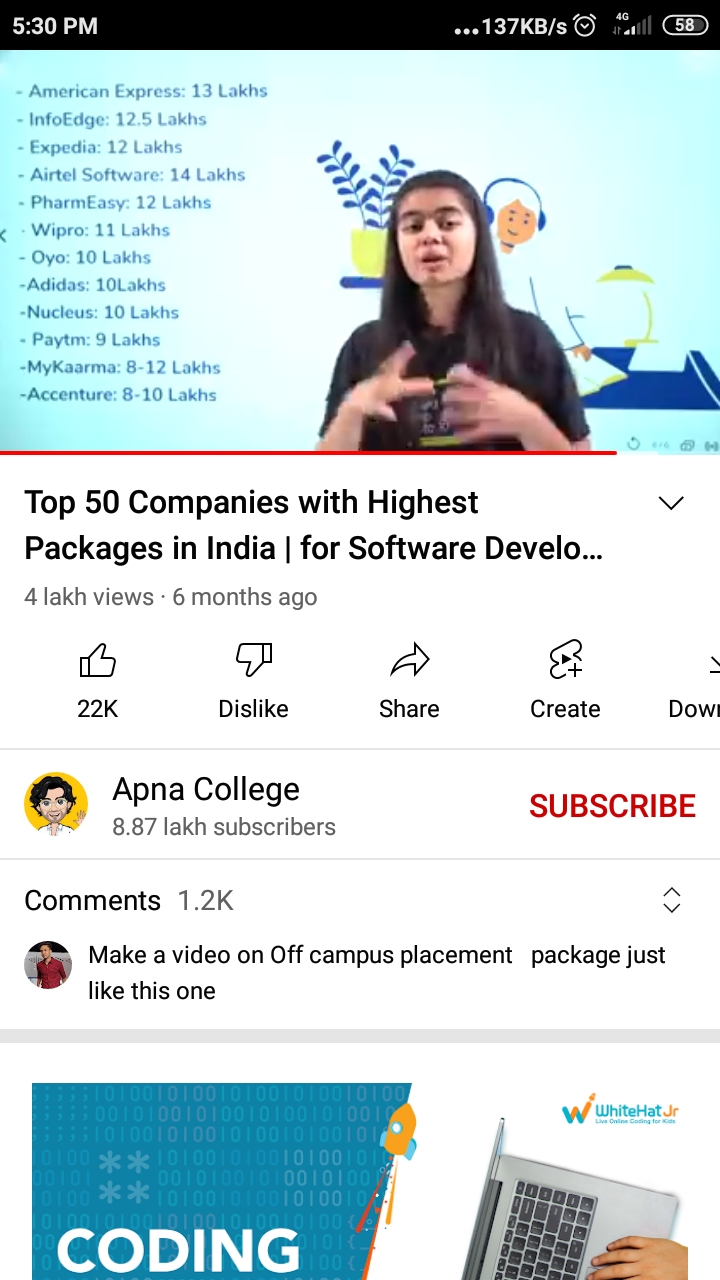 5:30 PM
...137KB/s 4G 58
- American Express: 13 Lakhs
- InfoEdge: 12.5 Lakhs
- Expedia: 12 Lakhs
- Airtel Software: 14 Lakhs
- PharmEasy: 12 Lakhs
- Wipro: 11 Lakhs
- Oyo: 10 Lakhs
-Adidas: 10Lakhs
-Nucleus: 10 Lakhs
- Paytm: 9 Lakhs
-MyKaarma: 8-12 Lakhs
-Accenture: 8-10 Lakhs
Top 50 Companies with Highest
Packages in India | for Software Develo...
4 lakh views · 6 months ago
22K
Dislike
Share
Create
Down
Apna College
8.87 lakh subscribers
SUBSCRIBE
Comments 1.2K
Make a video on Off campus placement package just
like this one
WhiteHat Jr
Live Online Coding for Kids
CODING